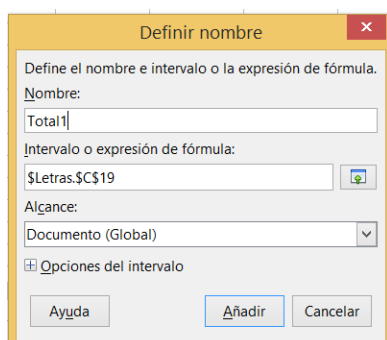 Definir nombre
Define el nombre e intervalo o la expresión de fórmula.
Nombre:
Total1
Intervalo o expresión de fórmula:
$Letras.$C$19
Alcance:
Documento (Global)
Opciones del intervalo
Ayuda Añadir Cancelar